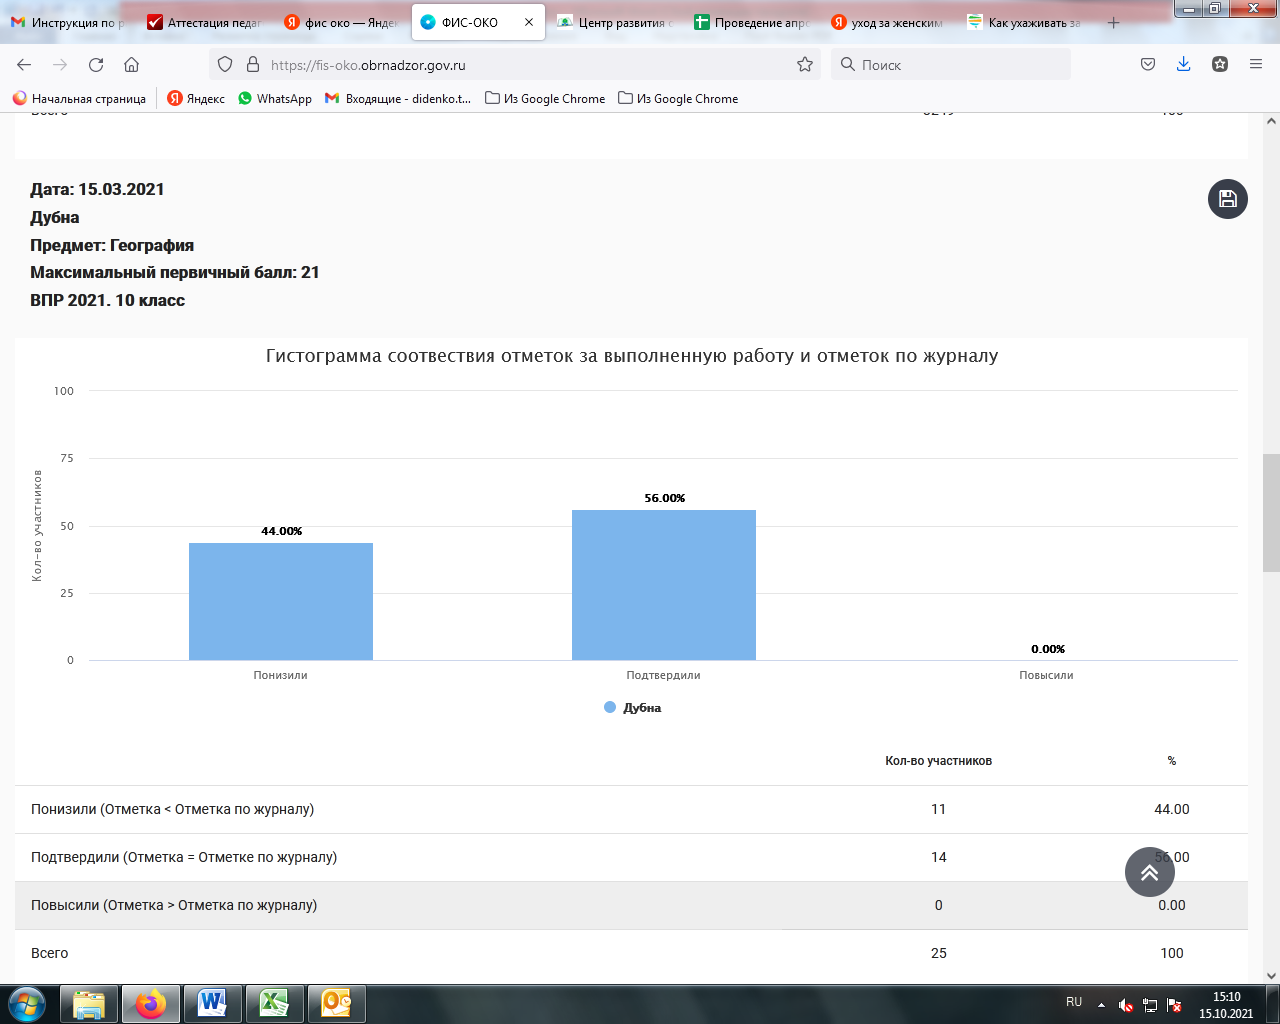 Инструкция по р
Аттестация педаг
фис око — Яндек
ФИС-ОКО
Центр развития с
Проведение апрс
уход за женским
Как ухаживать за
https://fis-oko.obrnadzor.gov.ru
Поиск
Начальная страница
Яндекс
WhatsApp
Входящие - didenko.t...
Из Google Chrome
Из Google Chrome
Дата: 15.03.2021
Дубна
Предмет: География
Максимальный первичный балл: 21
ВПР 2021. 10 класс
Гистограмма соотвествия отметок за выполненную работу и отметок по журналу
Кол-во участников
100
75
50
25
0
44.00%
56.00%
0.00%
Понизили
Подтвердили
Повысили
Дубна
Кол-во участников %
Понизили (Отметка < Отметка по журналу) 11 44.00
Подтвердили (Отметка = Отметке по журналу) 14 56.00
Повысили (Отметка > Отметка по журналу) 0 0.00
Всего 25 100
RU
15:10
15.10.2021